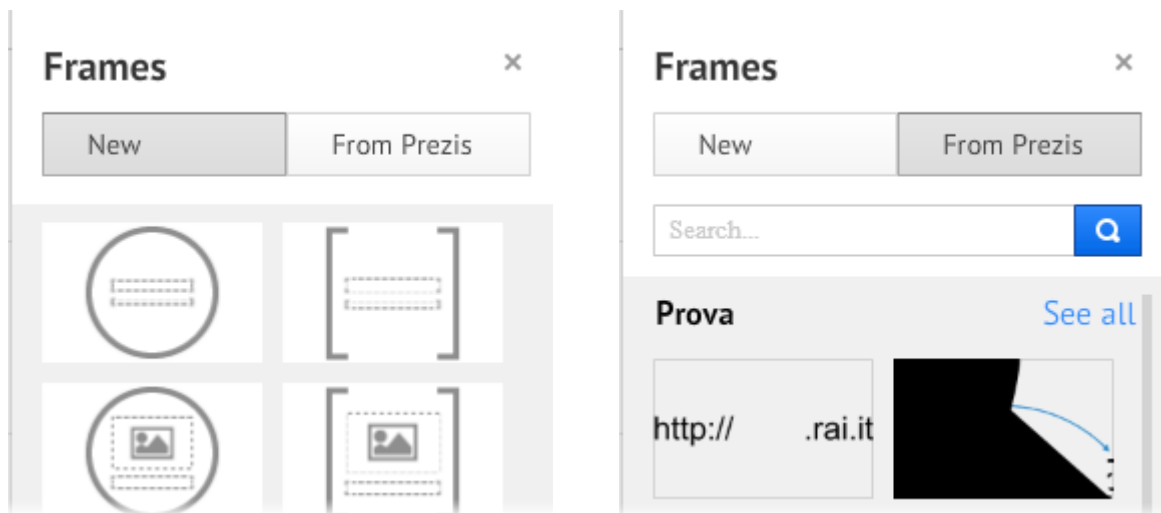 Frames ×
New From Prezis
Frames ×
New From Prezis
Search...
Prova See all
http:// .rai.it